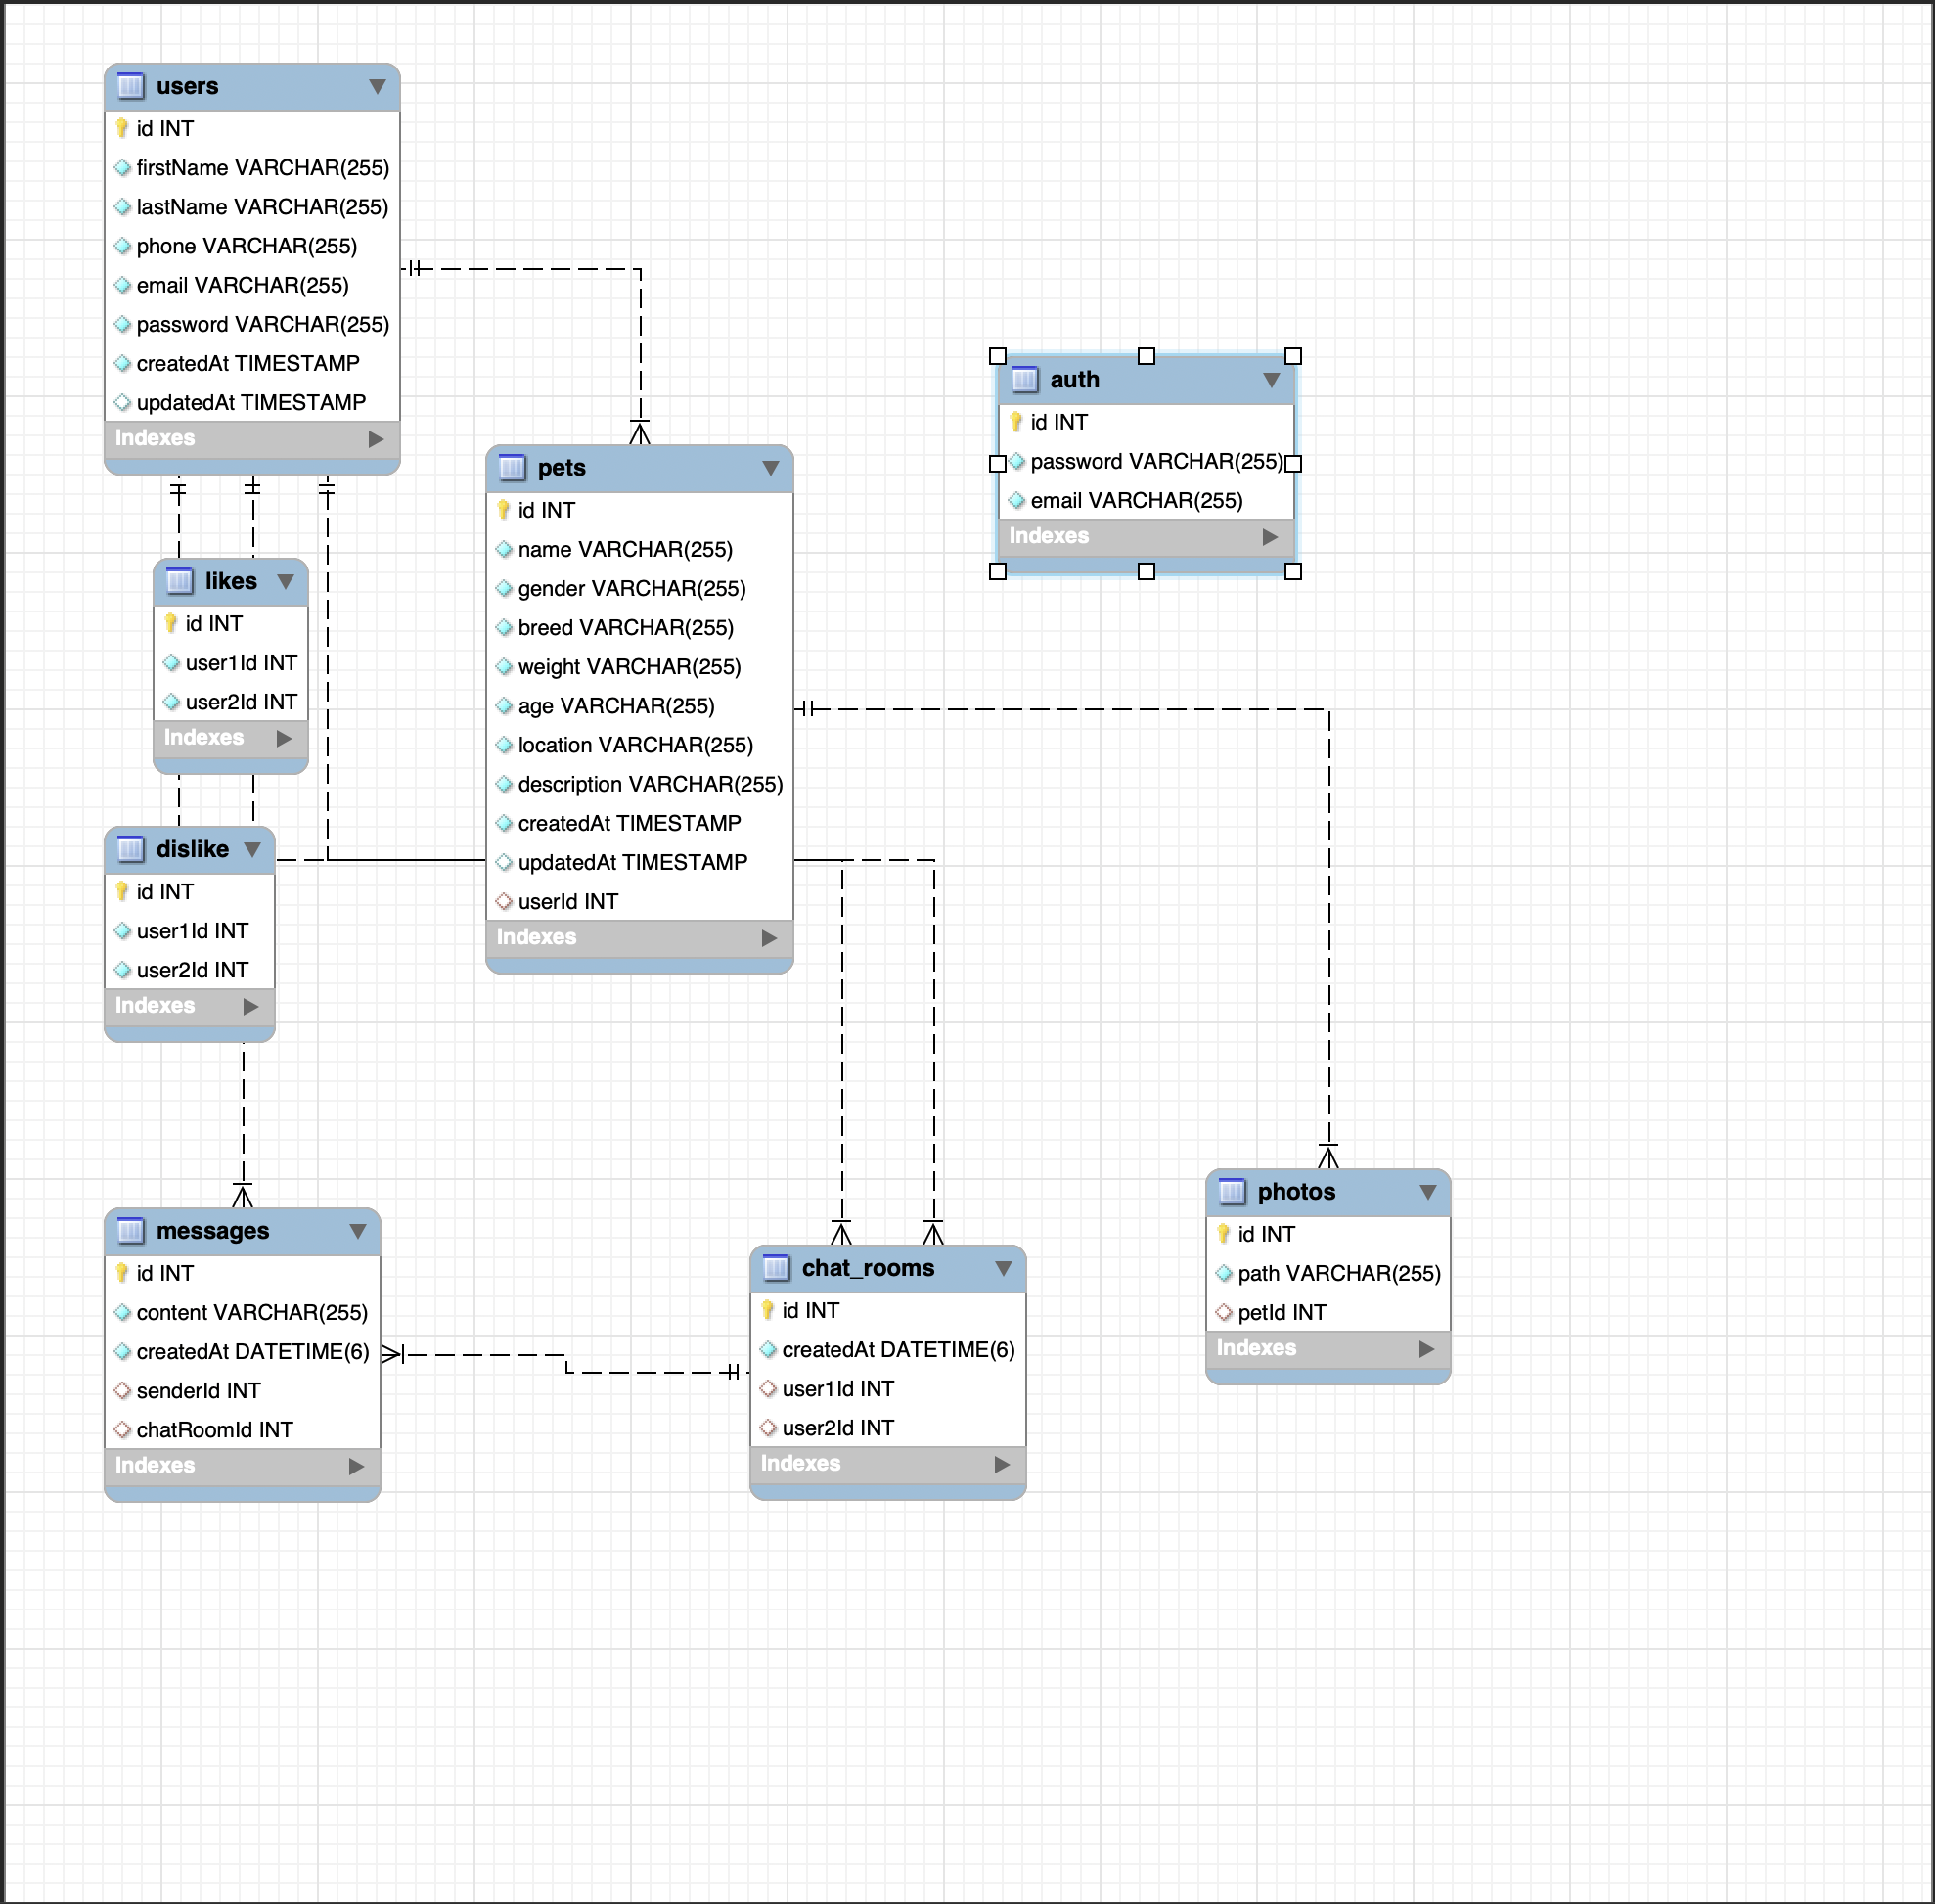 users
id INT
firstName VARCHAR(255)
lastName VARCHAR(255)
phone VARCHAR(255)
email VARCHAR(255)
password VARCHAR(255)
createdAt TIMESTAMP
updatedAt TIMESTAMP
Indexes
auth
id INT
password VARCHAR(255)
email VARCHAR(255)
Indexes
pets
id INT
name VARCHAR(255)
gender VARCHAR(255)
breed VARCHAR(255)
weight VARCHAR(255)
age VARCHAR(255)
location VARCHAR(255)
description VARCHAR(255)
createdAt TIMESTAMP
updatedAt TIMESTAMP
userId INT
Indexes
likes
id INT
user1Id INT
user2Id INT
Indexes
dislike
id INT
user1Id INT
user2Id INT
Indexes
messages
id INT
content VARCHAR(255)
createdAt DATETIME(6)
senderId INT
chatRoomId INT
Indexes
chat_rooms
id INT
createdAt DATETIME(6)
user1Id INT
user2Id INT
Indexes
photos
id INT
path VARCHAR(255)
petId INT
Indexes